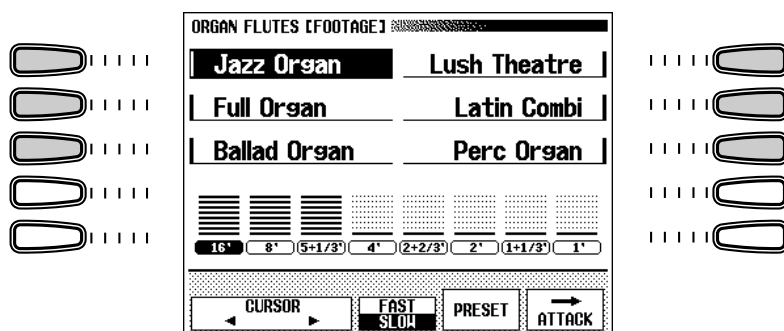 ORGAN FLUTES [FOOTAGE]
Jazz Organ Lush Theatre
Full Organ Latin Combi
Ballad Organ Perc Organ
16' 8' (5+1/3') 4' (2+2/3') 2' (1+1/3') 1'
CURSOR FAST SLOW PRESET ATTACK